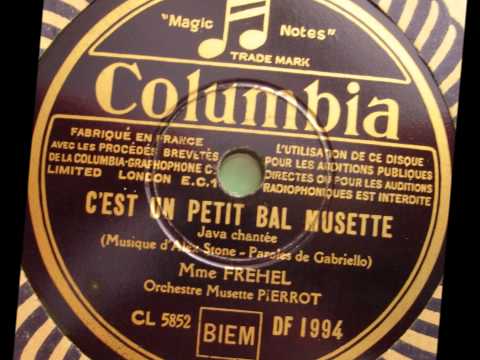 "Magic Notes"
TRADE MARK
Columbia
FABRIQUÉ EN FRANCE
AVEC LES PROCÉDÉS BREVETÉS
DE LA COLUMBIA-GRAPHOPHONE C
LIMITED LONDON E.C.1
L'UTILISATION DE CE DISQUE
POUR LES AUDITIONS PUBLIQUES
DIRECTES OU POUR LES AUDITIONS
RADIOPHONIQUES EST INTERDITE
C'EST UN PETIT BAL MUSETTE
Java chantée
(Musique d'Alex Stone - Paroles de Gabriello)
Mme FREHEL
Orchestre Musette PIERROT
CL 5852 BIEM DF 1994